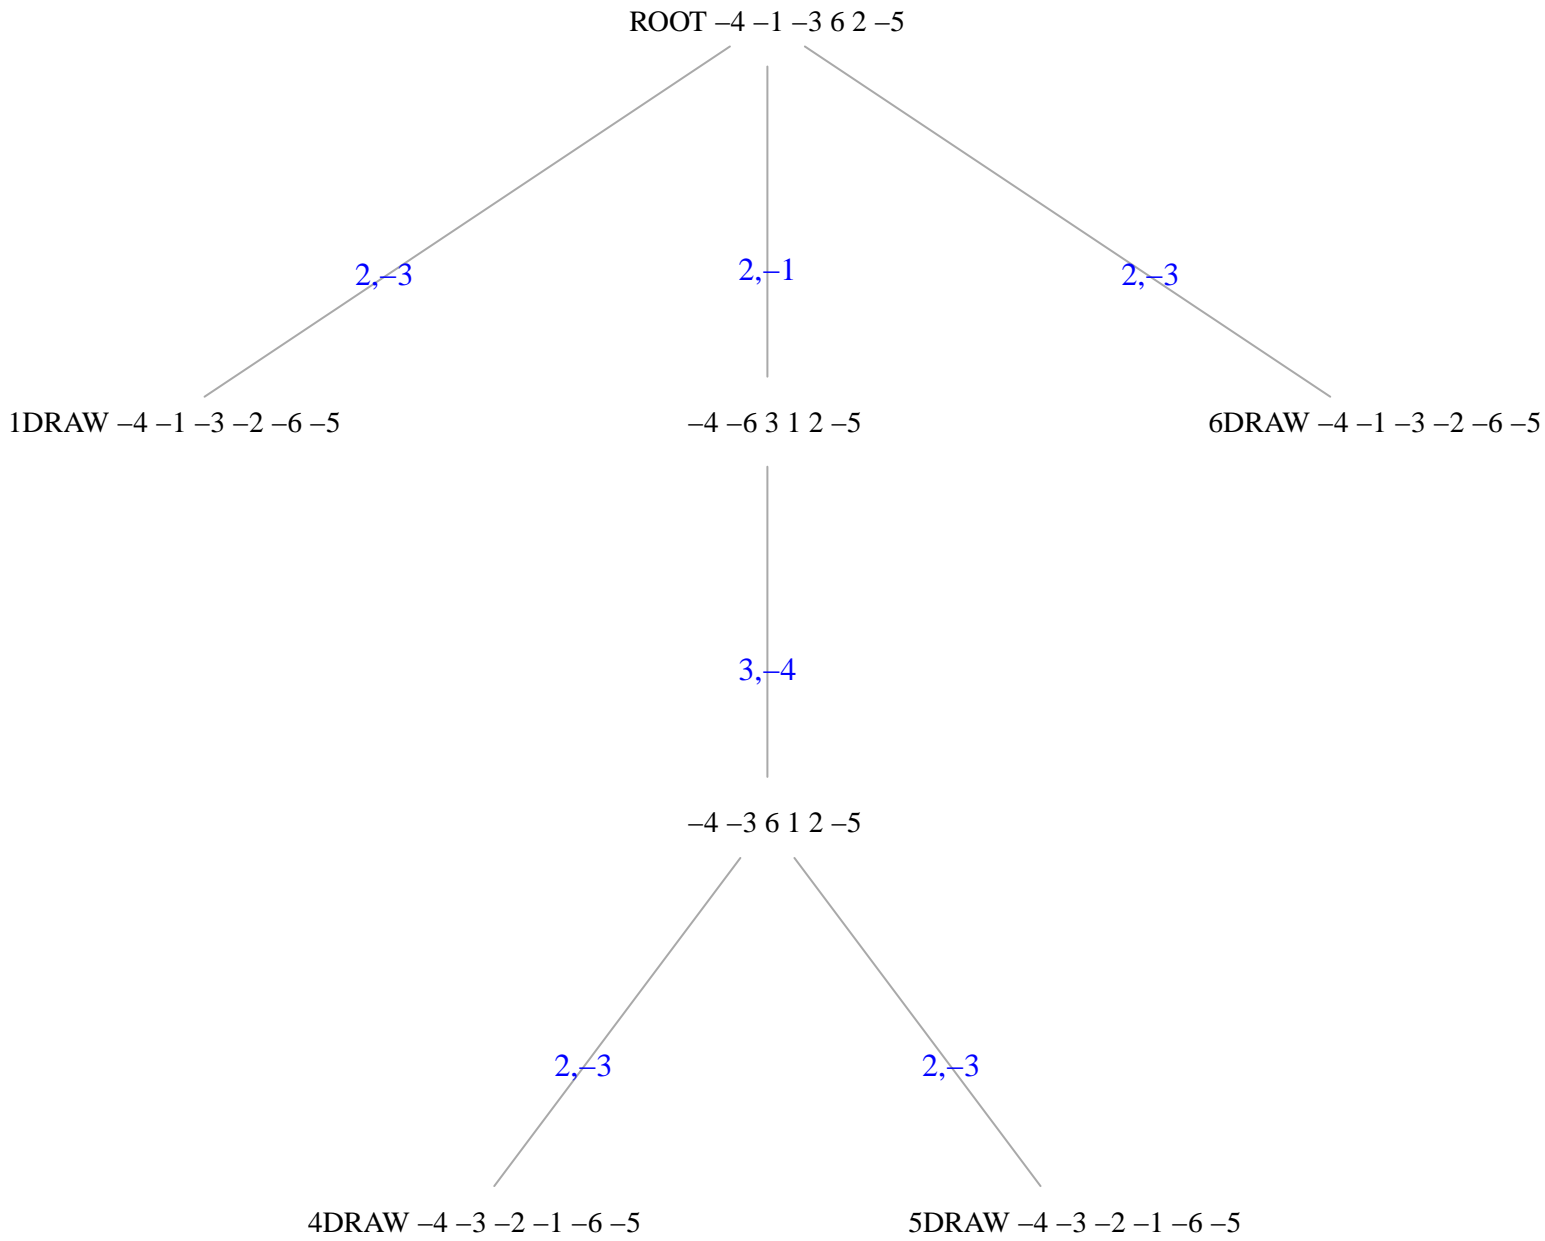 ROOT –4 –1 –3 6 2 –5
2,–3
2,–1
2,–3
1DRAW –4 –1 –3 –2 –6 –5
–4 –6 3 1 2 –5
6DRAW –4 –1 –3 –2 –6 –5
3,–4
–4 –3 6 1 2 –5
2,–3
2,–3
4DRAW –4 –3 –2 –1 –6 –5
5DRAW –4 –3 –2 –1 –6 –5